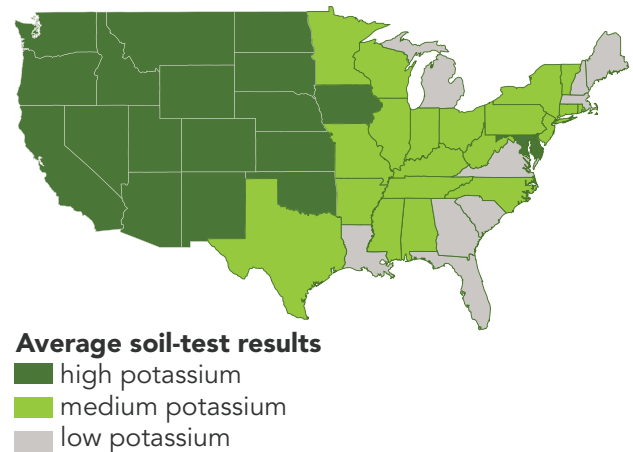 Average soil-test results
high potassium
medium potassium
low potassium